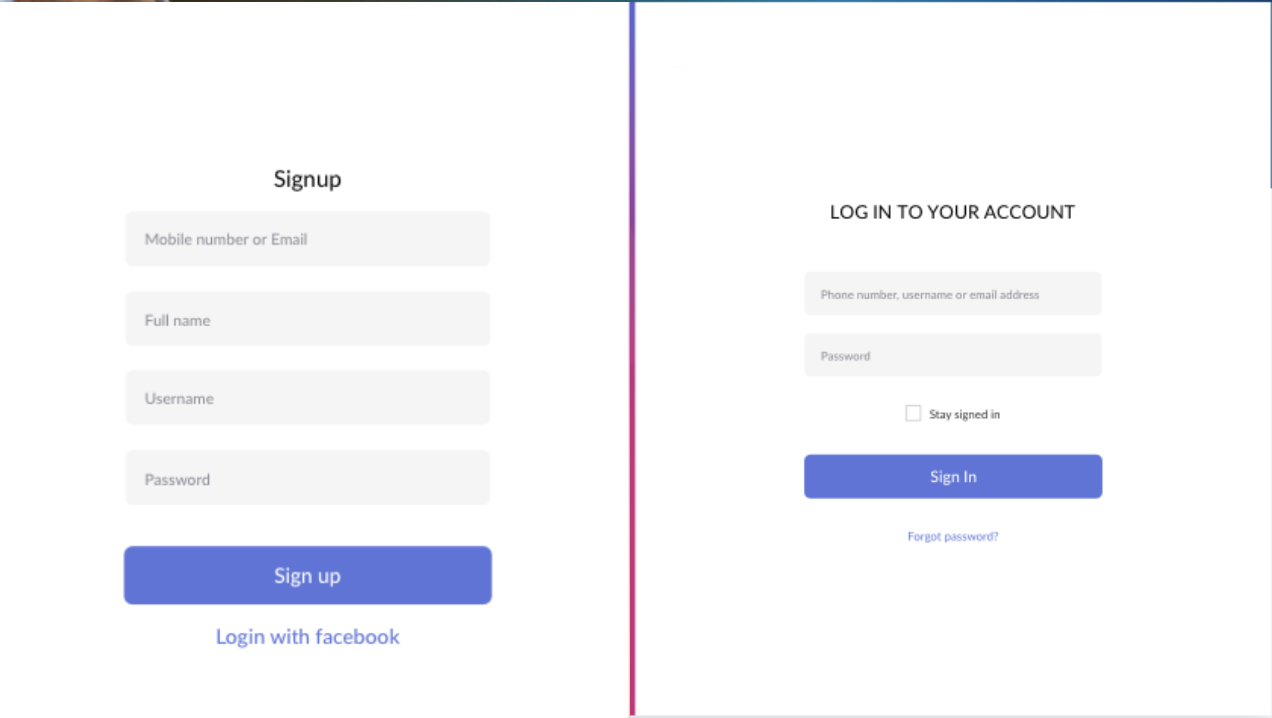 Signup
Mobile number or Email
Full name
Username
Password
Sign up
Login with facebook
LOG IN TO YOUR ACCOUNT
Phone number, username or email address
Password
Stay signed in
Sign In
Forgot password?